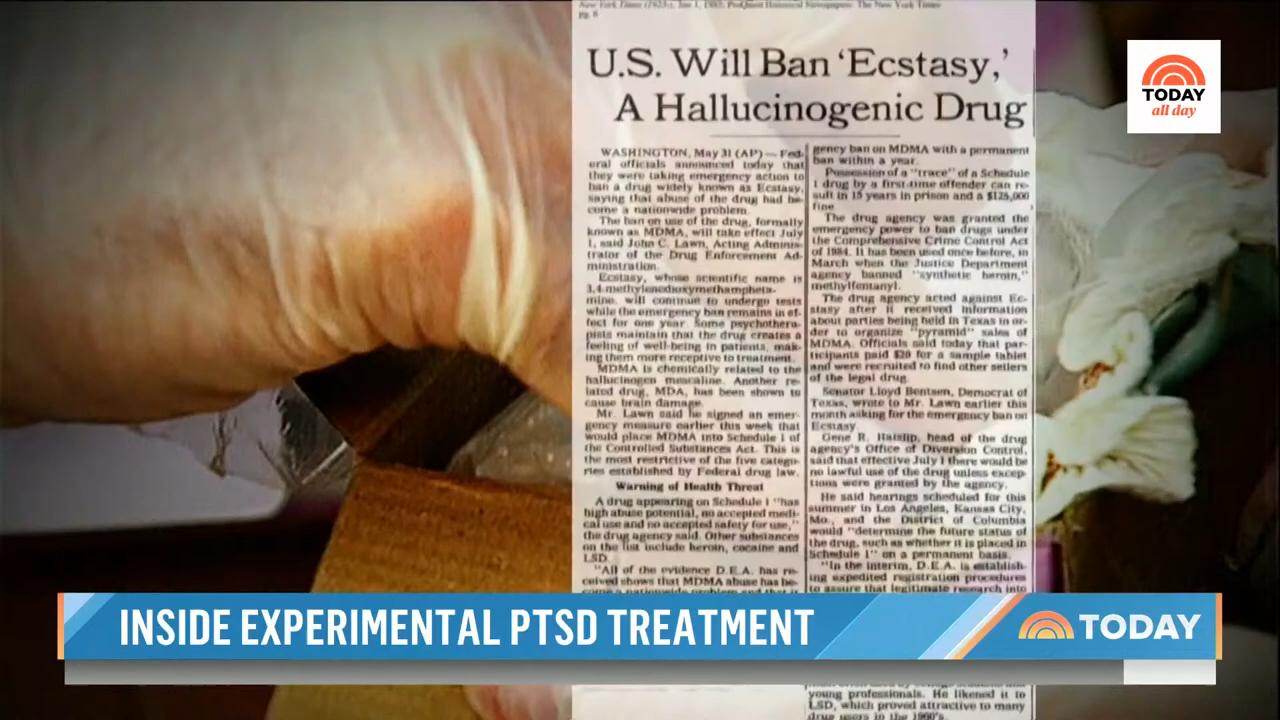 New York Times (1923-); Jun 1, 1985; ProQuest Historical Newspapers: The New York Times
pg. 6
U.S. Will Ban ‘Ecstasy,’
A Hallucinogenic Drug
WASHINGTON, May 31 (AP) — Fed-
eral officials announced today that
they were taking emergency action to
ban a drug widely known as Ecstasy,
saying that abuse of the drug had be-
come a nationwide problem.
The ban on use of the drug, formally
known as MDMA, will take effect July
1, said John C. Lawn, Acting Adminis-
trator of the Drug Enforcement Ad-
ministration.
Ecstasy, whose scientific name is
3,4-methylenedioxymethampheta-
mine, will continue to undergo tests
while the emergency ban remains in ef-
fect for one year. Some psychothera-
pists maintain that the drug creates a
feeling of well-being in patients, mak-
ing them more receptive to treatment.
MDMA is chemically related to the
hallucinogen mescaline. Another re-
lated drug, MDA, has been shown to
cause brain damage.
Mr. Lawn said he signed an emer-
gency measure earlier this week that
would place MDMA into Schedule 1 of
the Controlled Substances Act. This is
the most restrictive of the five catego-
ries established by Federal drug law.
Warning of Health Threat
A drug appearing on Schedule 1 "has
high abuse potential, no accepted medi-
cal use and no accepted safety for use,"
the drug agency said. Other substances
on the list include heroin, cocaine and
LSD.
"All of the evidence D.E.A. has re-
ceived shows that MDMA abuse has be-
come a nationwide problem and that it
gency ban on MDMA with a permanent
ban within a year.
Possession of a "trace" of a Schedule
1 drug by a first-time offender can re-
sult in 15 years in prison and a $125,000
fine.
The drug agency was granted the
emergency power to ban drugs under
the Comprehensive Crime Control Act
of 1984. It has been used once before, in
March when the Justice Department
agency banned "synthetic heroin,"
methylfentanyl.
The drug agency acted against Ec-
stasy after it received information
about parties being held in Texas in or-
der to organize "pyramid" sales of
MDMA. Officials said today that par-
ticipants paid $20 for a sample tablet
and were recruited to find other sellers
of the legal drug.
Senator Lloyd Bentsen, Democrat of
Texas, wrote to Mr. Lawn earlier this
month asking for the emergency ban on
Ecstasy.
Gene R. Haislip, head of the drug
agency's Office of Diversion Control,
said that effective July 1 there would be
no lawful use of the drug unless excep-
tions were granted by the agency.
He said hearings scheduled for this
summer in Los Angeles, Kansas City,
Mo., and the District of Columbia
would "determine the future status of
the drug, such as whether it is placed in
Schedule 1" on a permanent basis.
"In the interim, D.E.A. is establish-
ing expedited registration procedures
to assure that legitimate research into
young professionals. He likened it to
LSD, which proved attractive to many
drug users in the 1960's.
TODAY
all day
INSIDE EXPERIMENTAL PTSD TREATMENT
TODAY